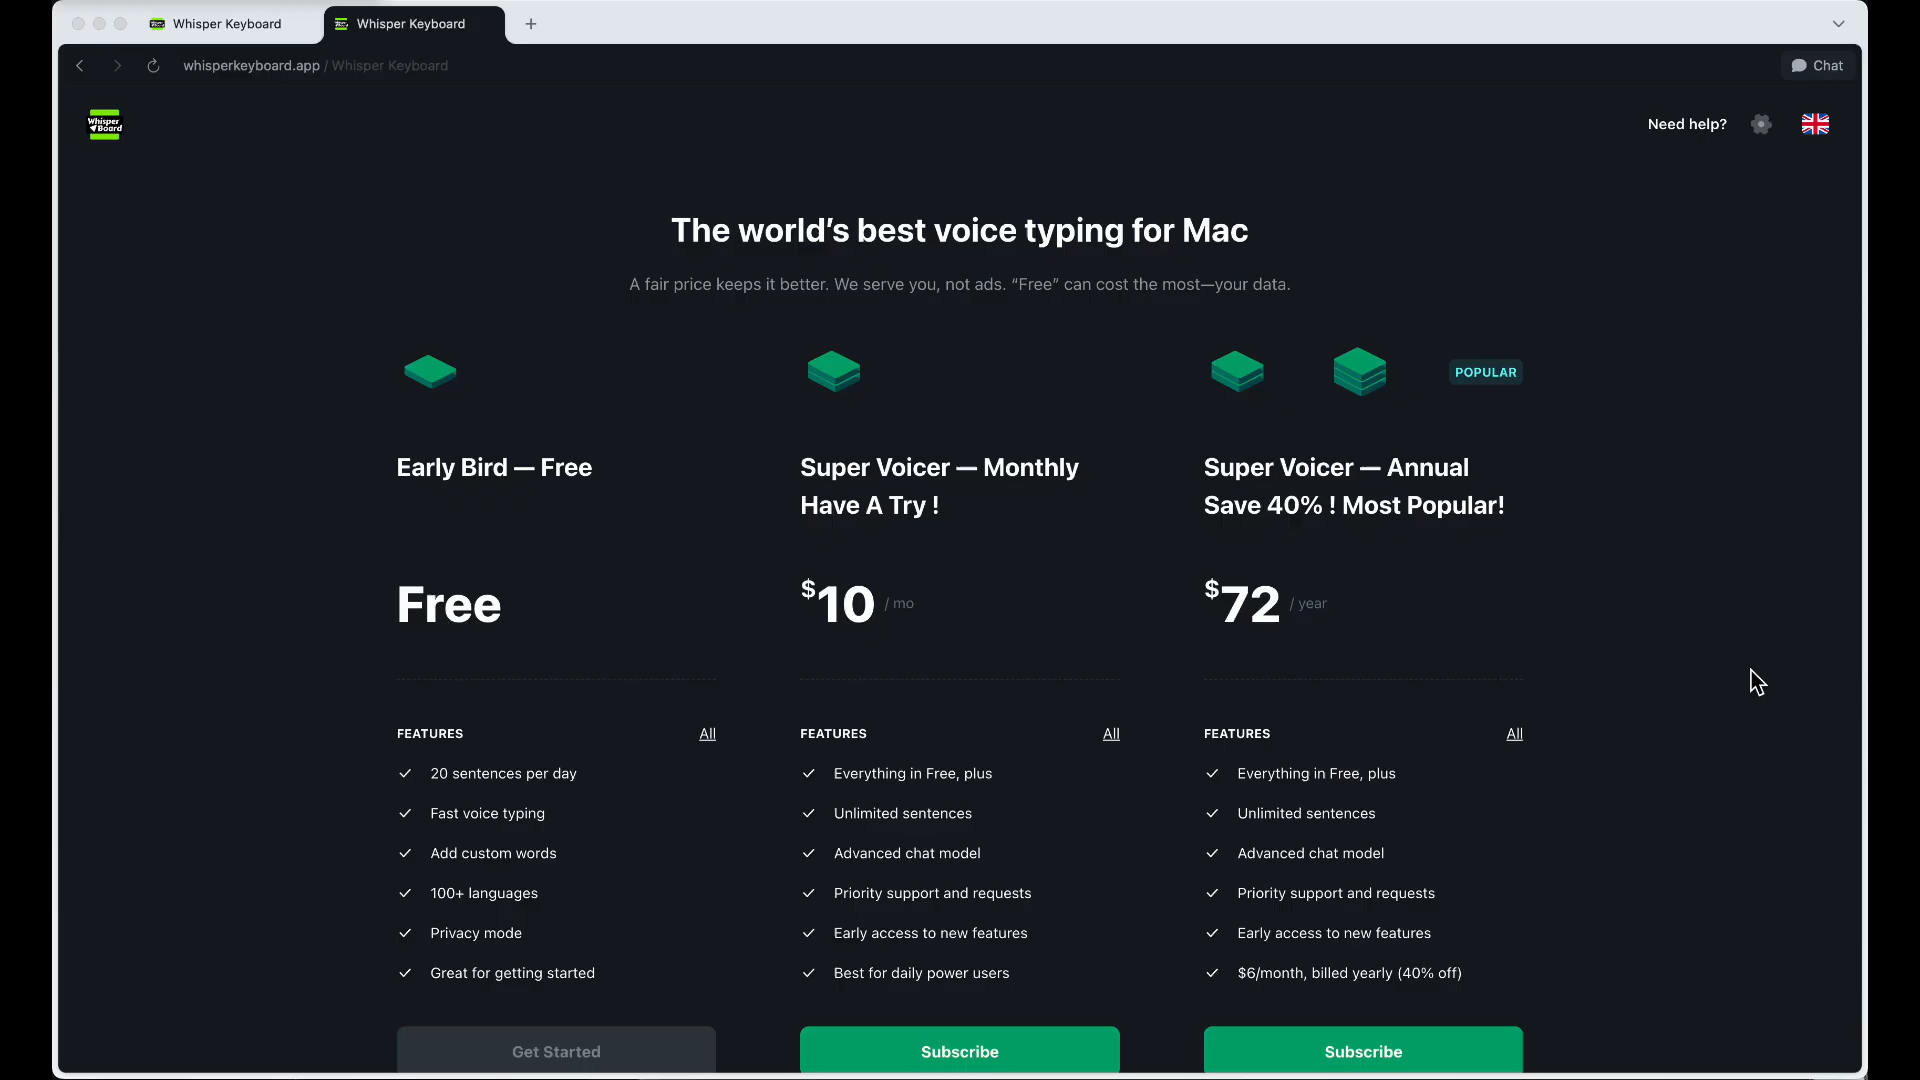 Whisper Keyboard
Whisper Keyboard
whisperkeyboard.app / Whisper Keyboard
Chat
Whisper
Board
Need help?
The world’s best voice typing for Mac
A fair price keeps it better. We serve you, not ads. “Free” can cost the most—your data.
POPULAR
Early Bird — Free
Free
FEATURES
All
20 sentences per day
Fast voice typing
Add custom words
100+ languages
Privacy mode
Great for getting started
Get Started
Super Voicer — Monthly
Have A Try !
$10 / mo
FEATURES
All
Everything in Free, plus
Unlimited sentences
Advanced chat model
Priority support and requests
Early access to new features
Best for daily power users
Subscribe
Super Voicer — Annual
Save 40% ! Most Popular!
$72 / year
FEATURES
All
Everything in Free, plus
Unlimited sentences
Advanced chat model
Priority support and requests
Early access to new features
$6/month, billed yearly (40% off)
Subscribe